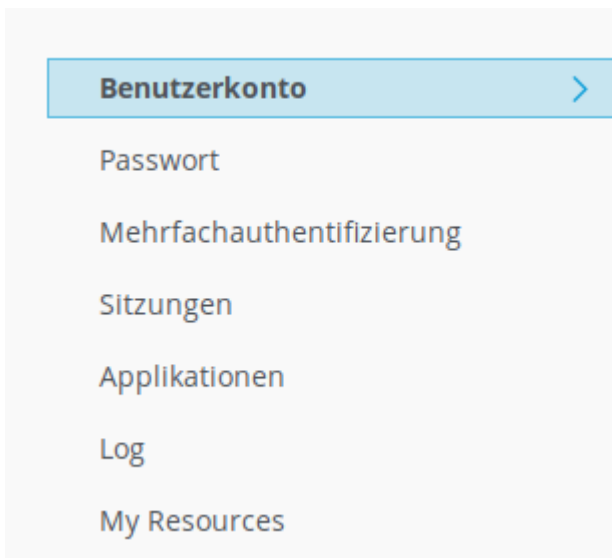 Benutzerkonto
Passwort
Mehrfachauthentifizierung
Sitzungen
Applikationen
Log
My Resources